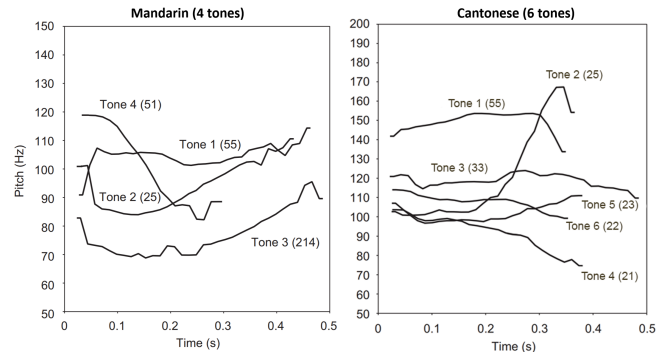 Mandarin (4 tones)
150
140
130
120
110
100
90
80
70
60
50
Pitch (Hz)
Tone 4 (51)
Tone 1 (55)
Tone 2 (25)
Tone 3 (214)
0
0.1
0.2
0.3
0.4
0.5
Time (s)
Cantonese (6 tones)
200
190
180
170
160
150
140
130
120
110
100
90
80
70
60
50
Tone 2 (25)
Tone 1 (55)
Tone 3 (33)
Tone 5 (23)
Tone 6 (22)
Tone 4 (21)
0
0.1
0.2
0.3
0.4
0.5
Time (s)